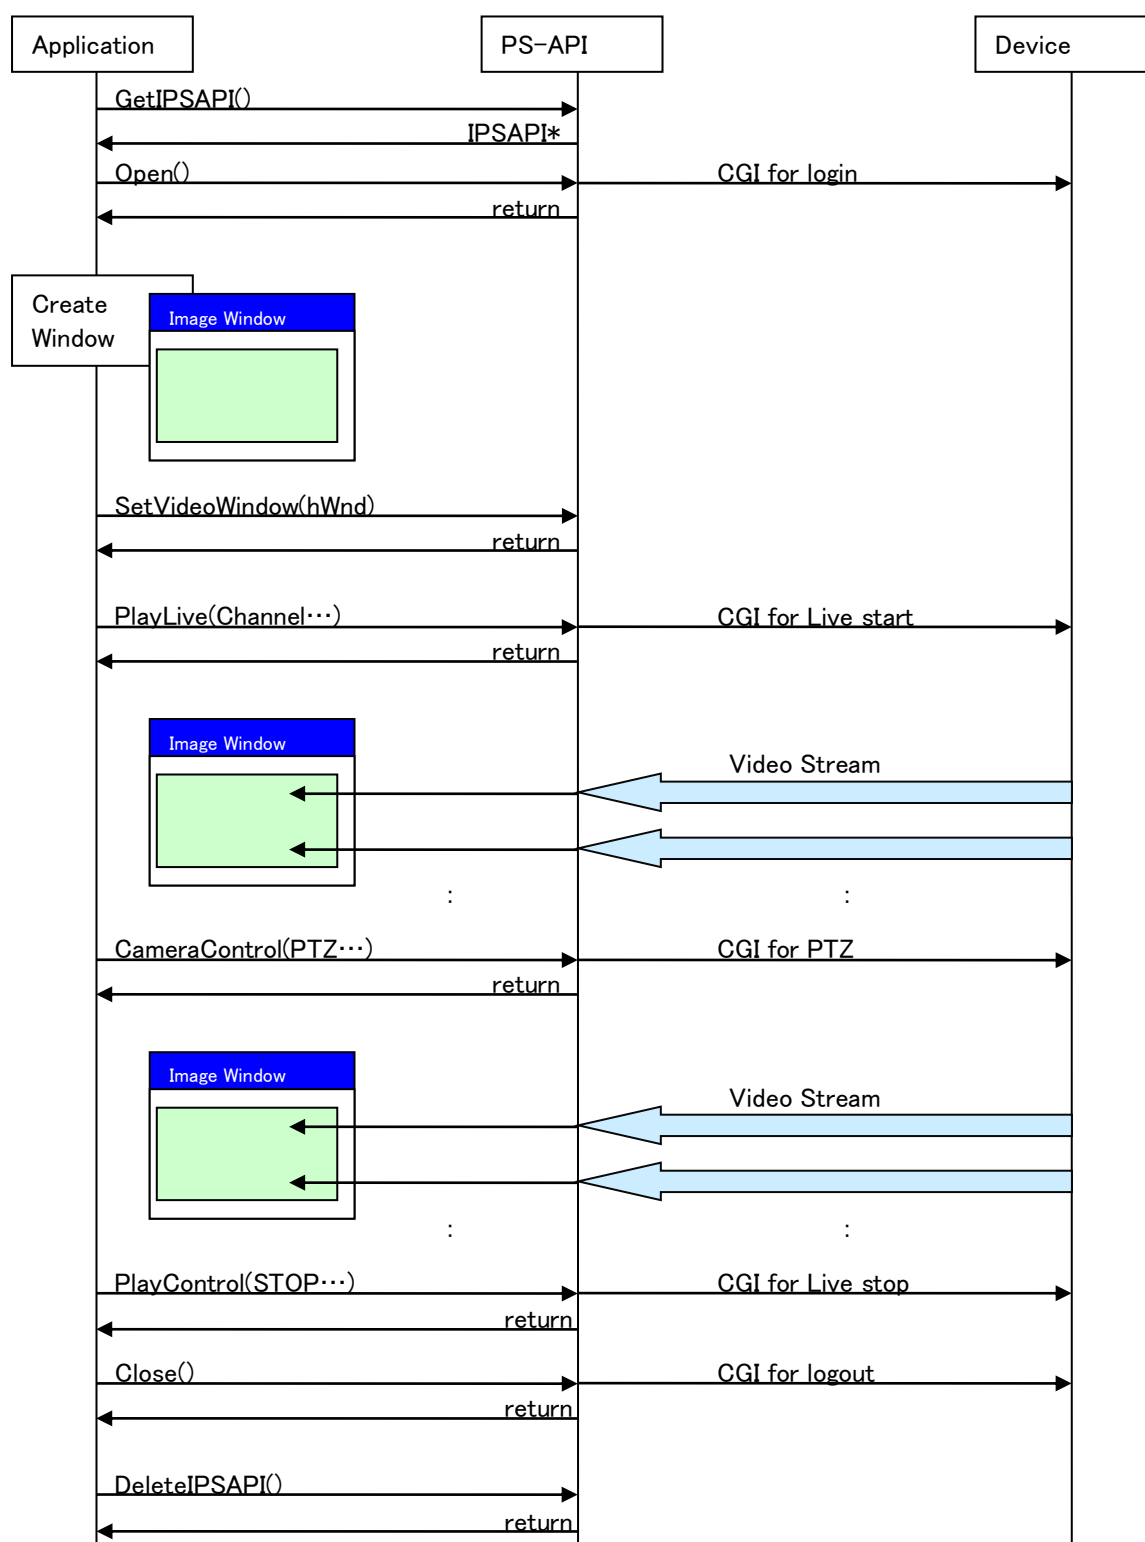 Application
PS-API
Device
GetIPSAPI()
IPSAPI*
Open()
CGI for login
return
Create
Window
Image Window
SetVideoWindow(hWnd)
return
PlayLive(Channel…)
CGI for Live start
return
Image Window
Video Stream
:
:
CameraControl(PTZ…)
CGI for PTZ
return
Image Window
Video Stream
:
:
PlayControl(STOP…)
CGI for Live stop
return
Close()
CGI for logout
return
DeleteIPSAPI()
return